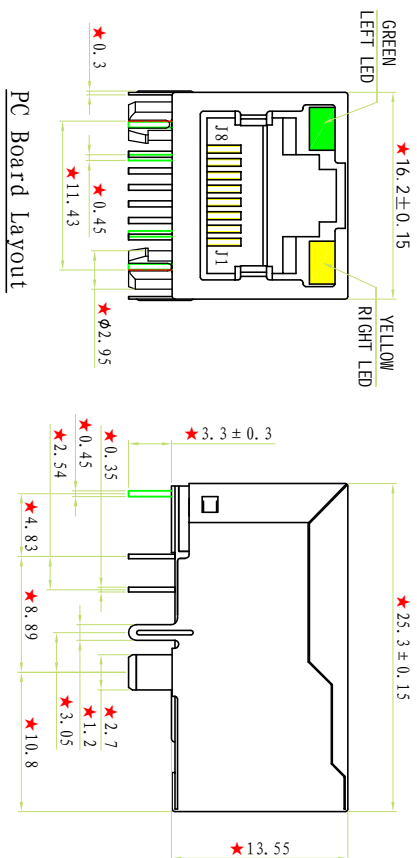 GREEN
LEFT LED
★16.2±0.15
YELLOW
RIGHT LED
J8
J1
★0.3
★0.45
★11.43
★Φ2.95
PC Board Layout
★25.3±0.15
★3.3±0.3
★0.35
★0.45
★2.54
★4.83
★8.89
★2.7
★1.2
★3.05
★10.8
★13.55